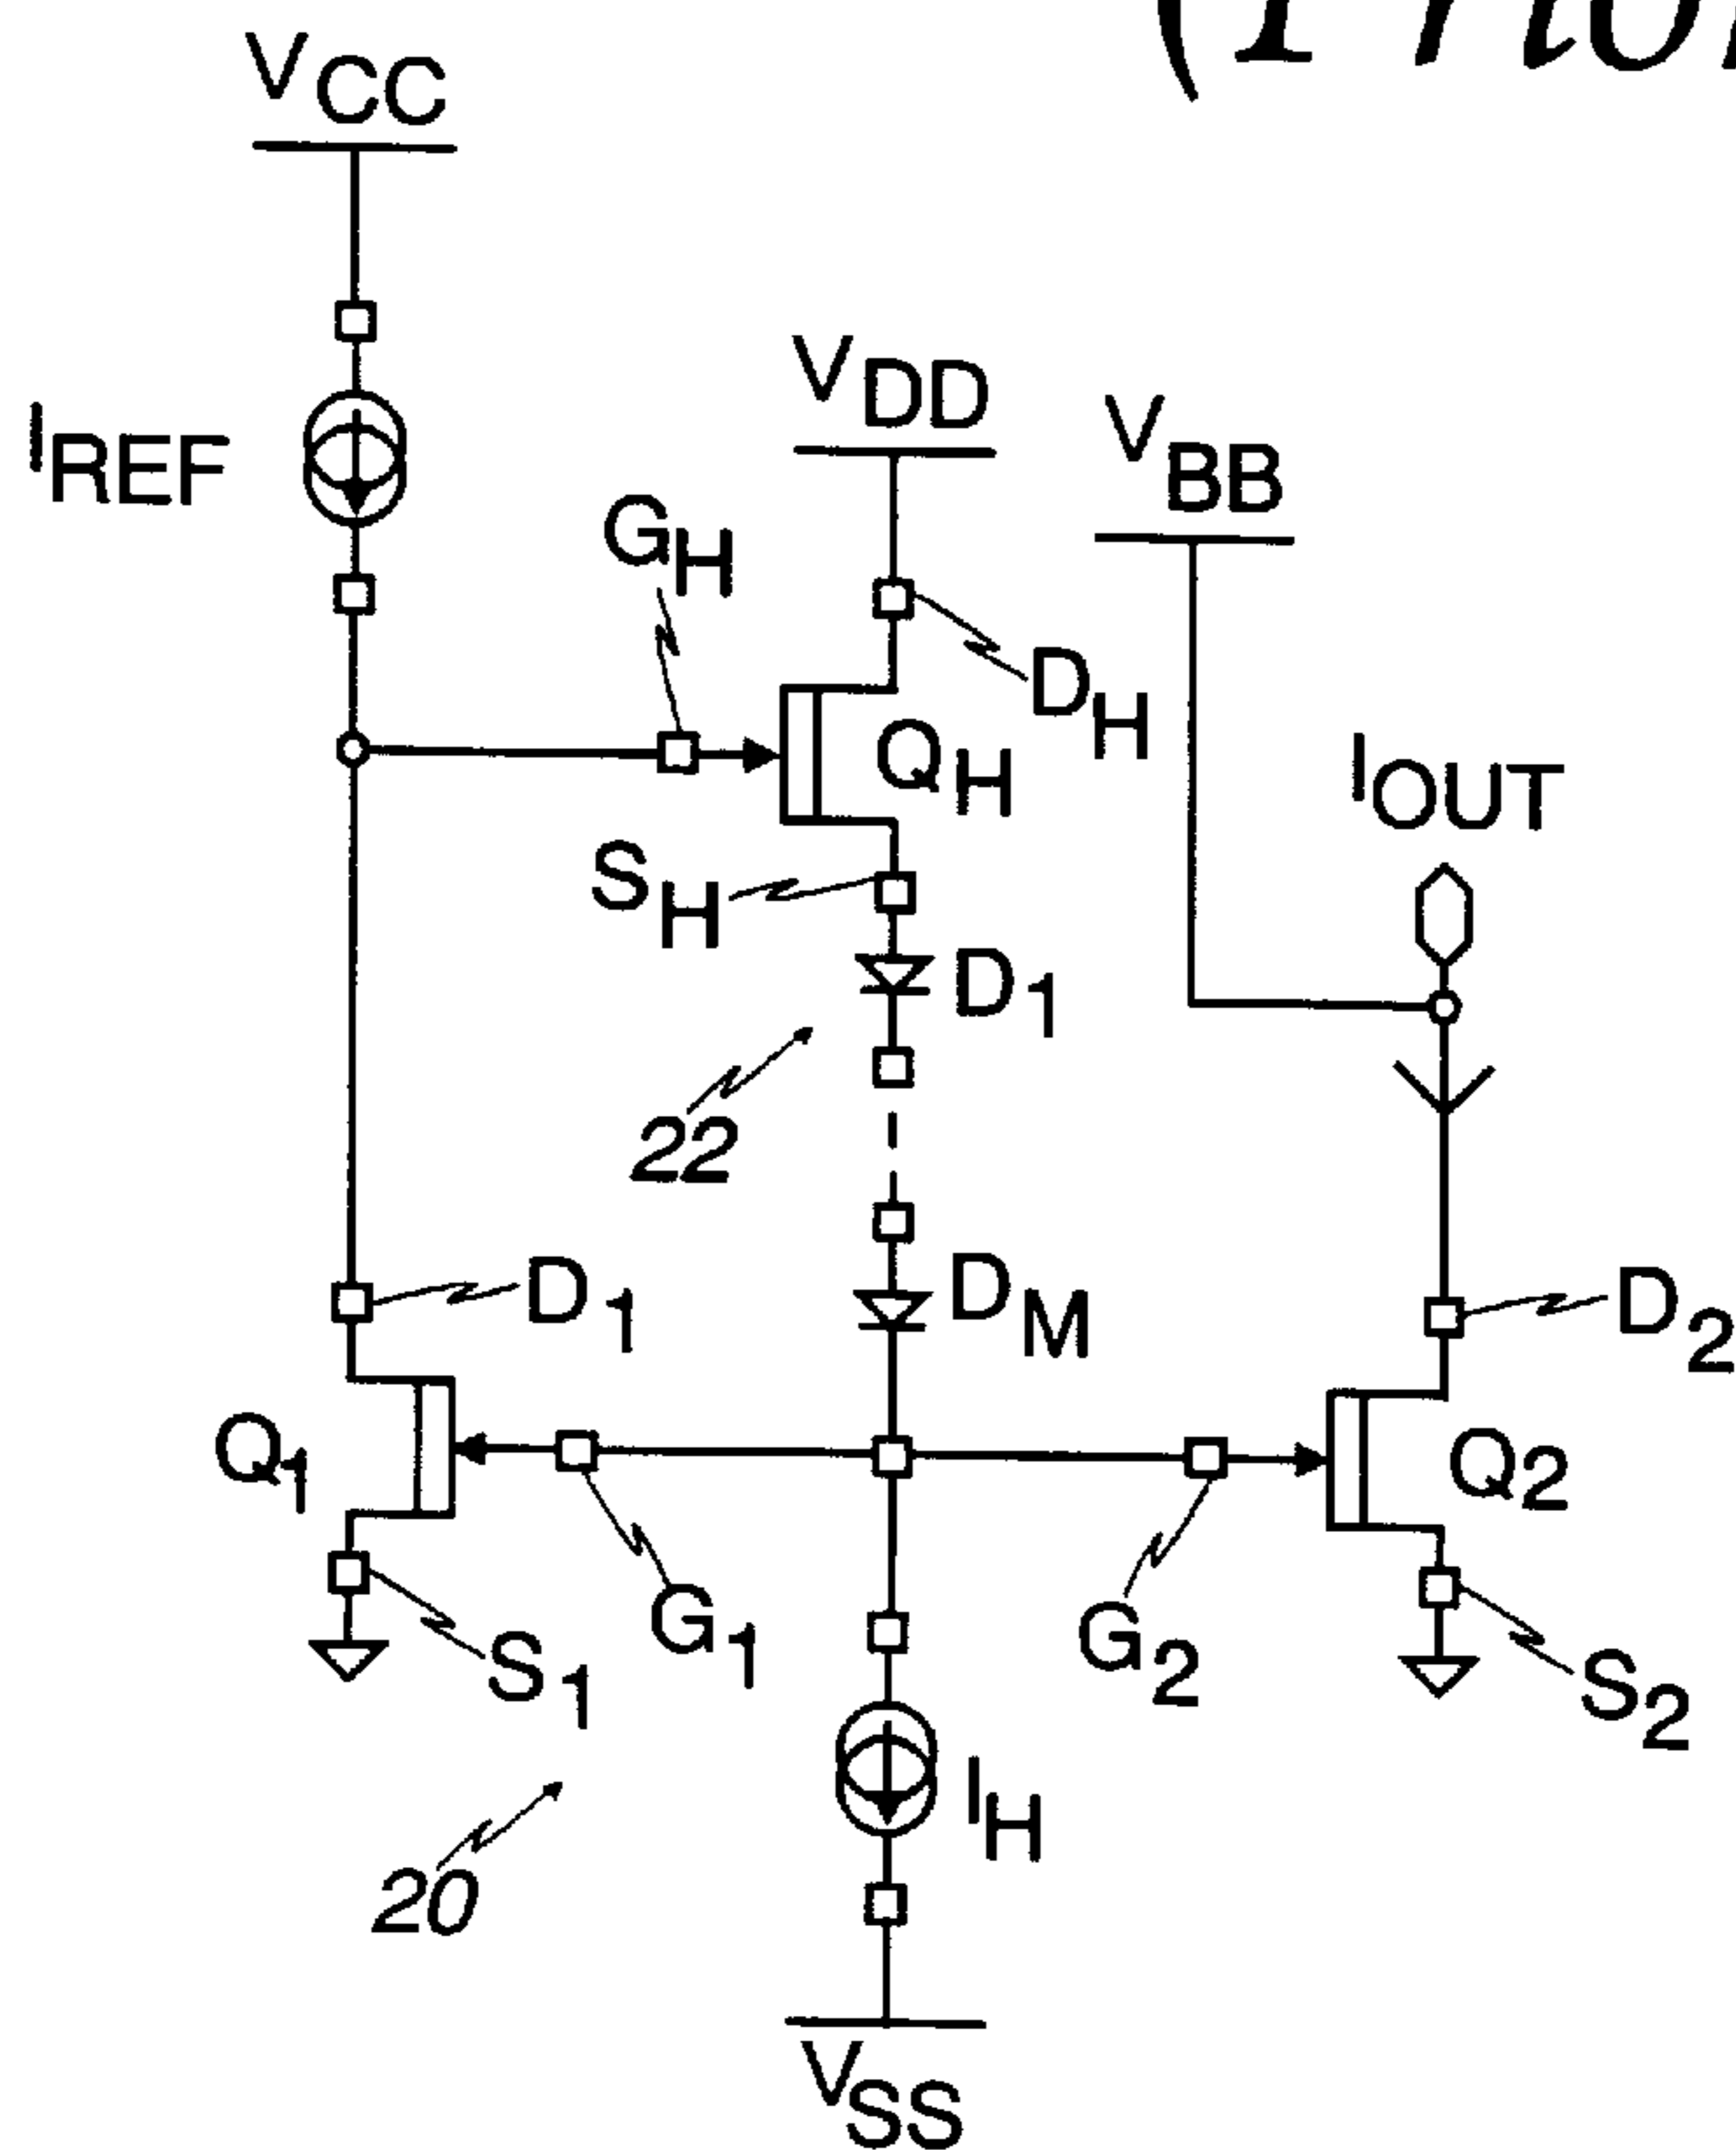 VCC
IREF
VDD
VBB
GH
DH
QH
IOUT
SH
D1
22
DM
D1
D2
Q1
Q2
G1
G2
S1
S2
IH
20
VSS